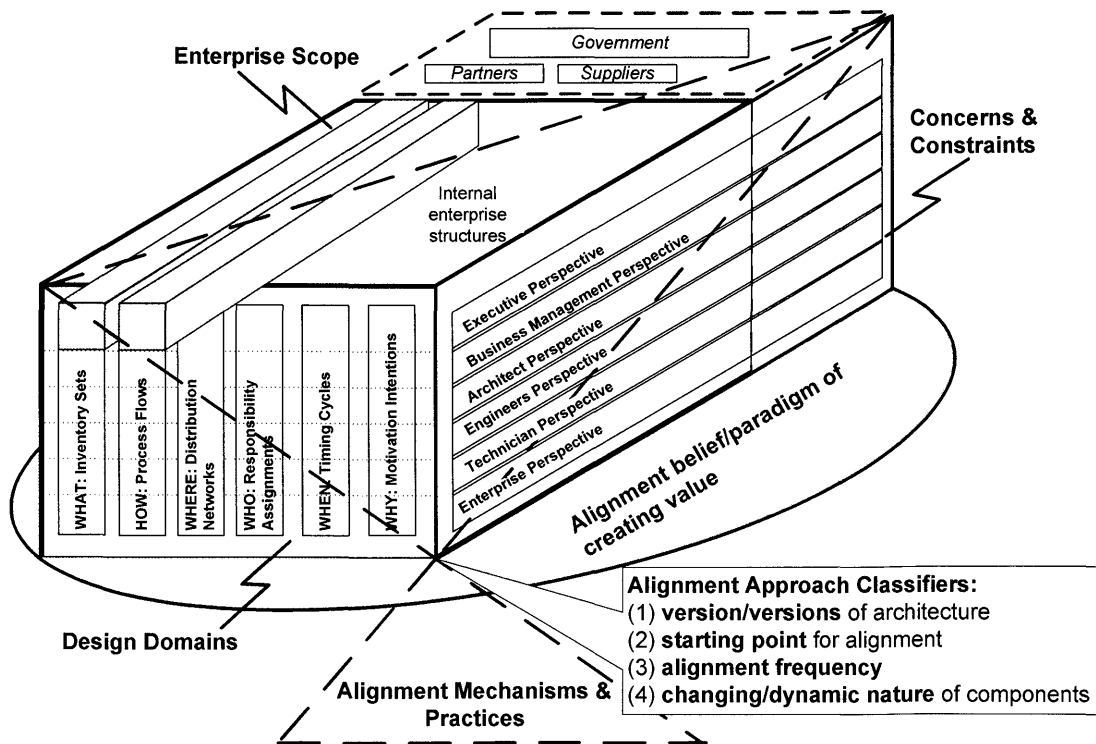 Government
Partners
Suppliers
Enterprise Scope
Concerns &
Constraints
Internal
enterprise
structures
Executive Perspective
Business Management Perspective
Architect Perspective
Engineers Perspective
Technician Perspective
Enterprise Perspective
WHAT: Inventory Sets
HOW: Process Flows
WHERE: Distribution
Networks
WHO: Responsibility
Assignments
WHEN: Timing Cycles
WHY: Motivation Intentions
Alignment belief/paradigm of
creating value
Design Domains
Alignment Mechanisms &
Practices
Alignment Approach Classifiers:
(1) version/versions of architecture
(2) starting point for alignment
(3) alignment frequency
(4) changing/dynamic nature of components